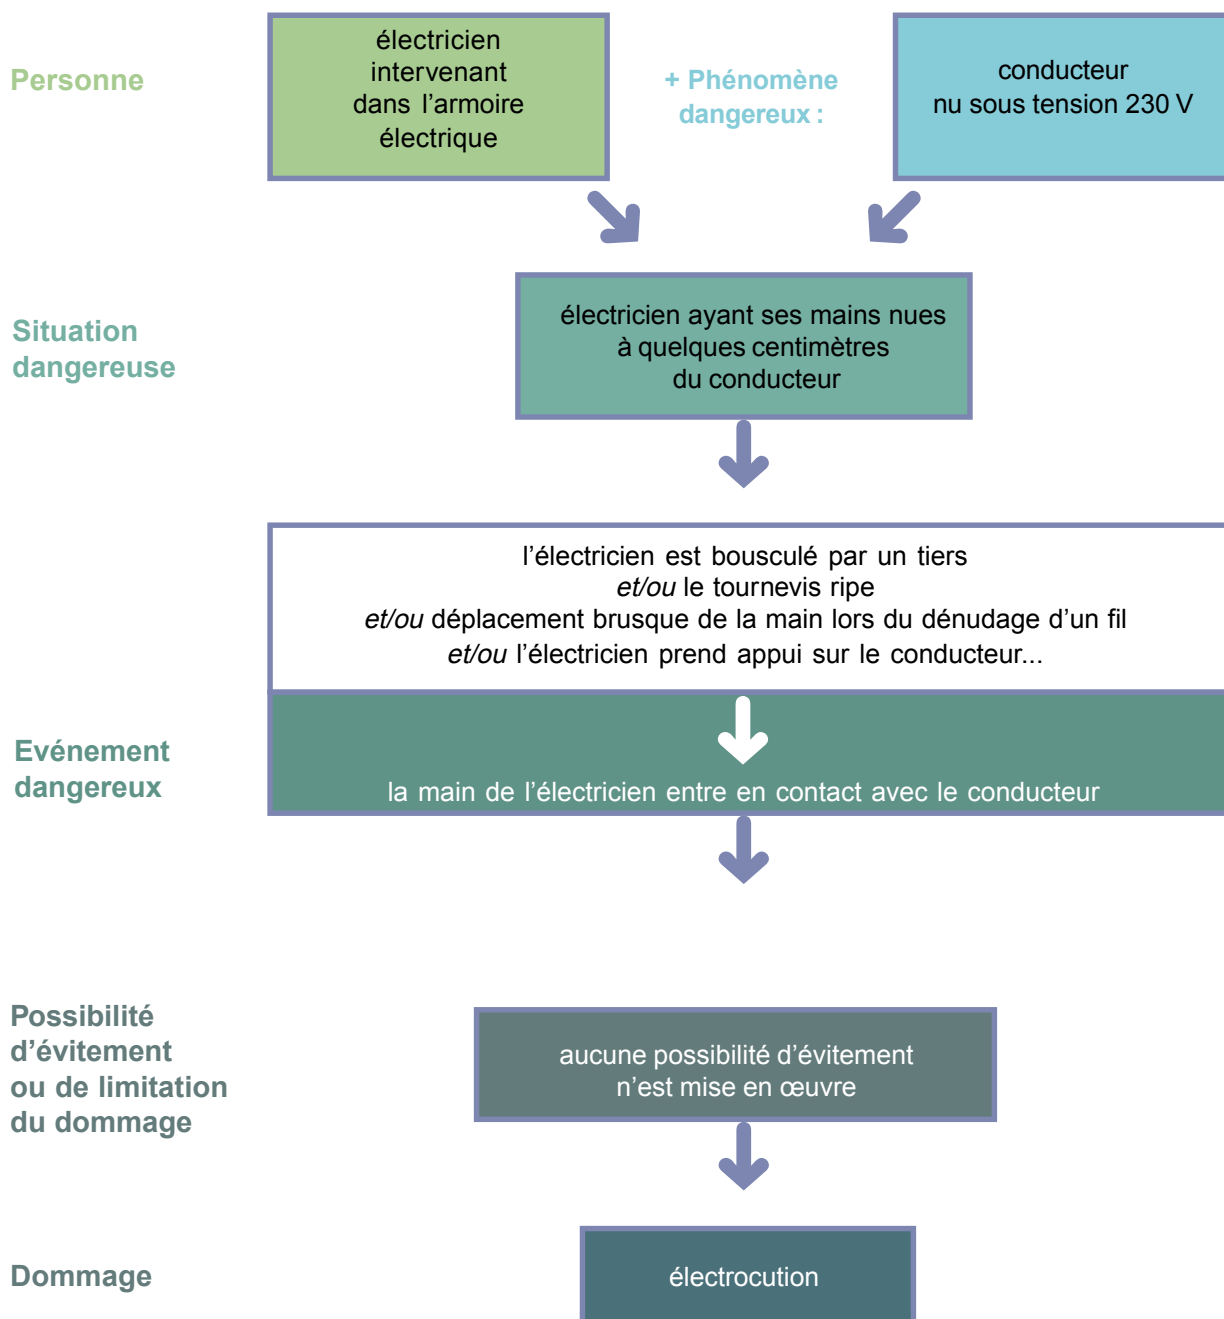 Personne
électricien
intervenant
dans l’armoire
électrique
+ Phénomène
dangereux :
conducteur
nu sous tension 230 V
Situation
dangereuse
électricien ayant ses mains nues
à quelques centimètres
du conducteur
l’électricien est bousculé par un tiers
et/ou le tournevis ripe
et/ou déplacement brusque de la main lors du dénudage d’un fil
et/ou l’électricien prend appui sur le conducteur...
Evénement
dangereux
la main de l’électricien entre en contact avec le conducteur
Possibilité
d’évitement
ou de limitation
du dommage
aucune possibilité d’évitement
n’est mise en œuvre
Dommage
électrocution